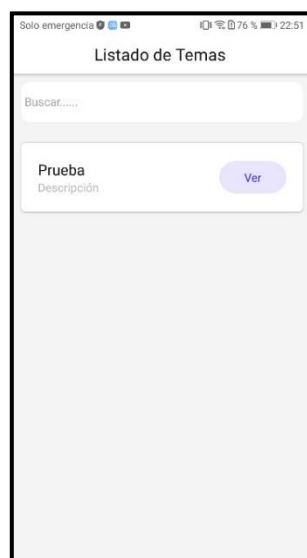 Solo emergencia 76 % 22:51
Listado de Temas
Buscar......
Prueba
Descripción
Ver